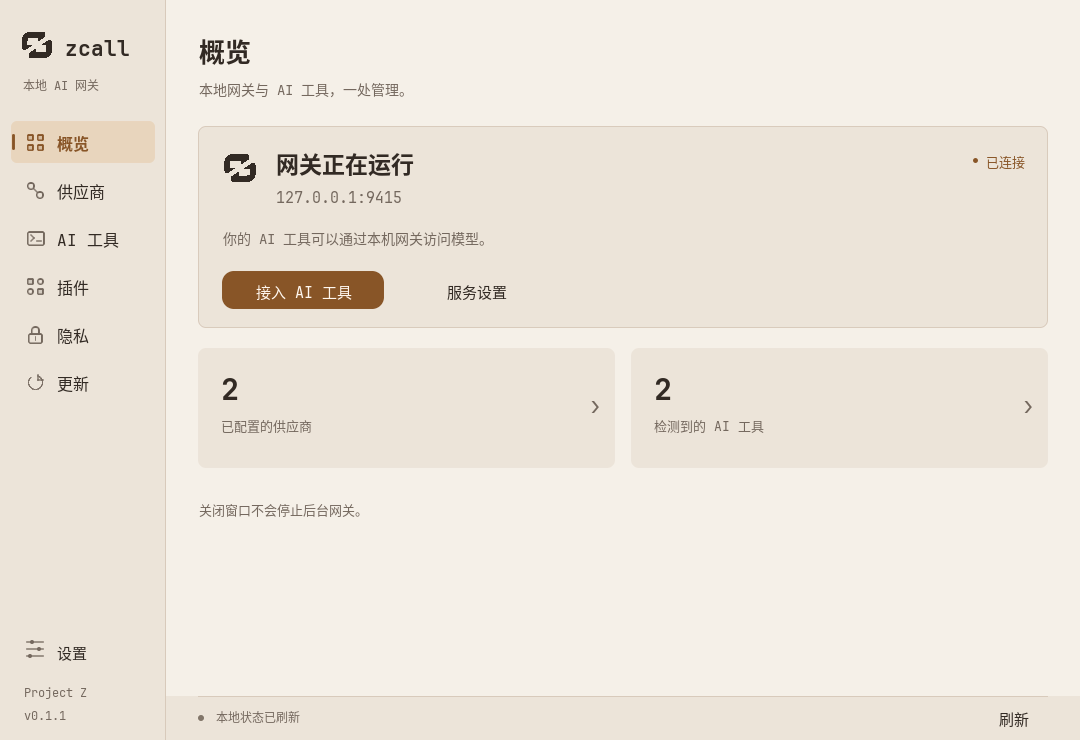 zcall
本地 AI 网关
概览
供应商
AI 工具
插件
隐私
更新
设置
Project Z
v0.1.1
概览
本地网关与 AI 工具，一处管理。
网关正在运行
已连接
127.0.0.1:9415
你的 AI 工具可以通过本机网关访问模型。
接入 AI 工具
服务设置
2
已配置的供应商
2
检测到的 AI 工具
关闭窗口不会停止后台网关。
本地状态已刷新
刷新